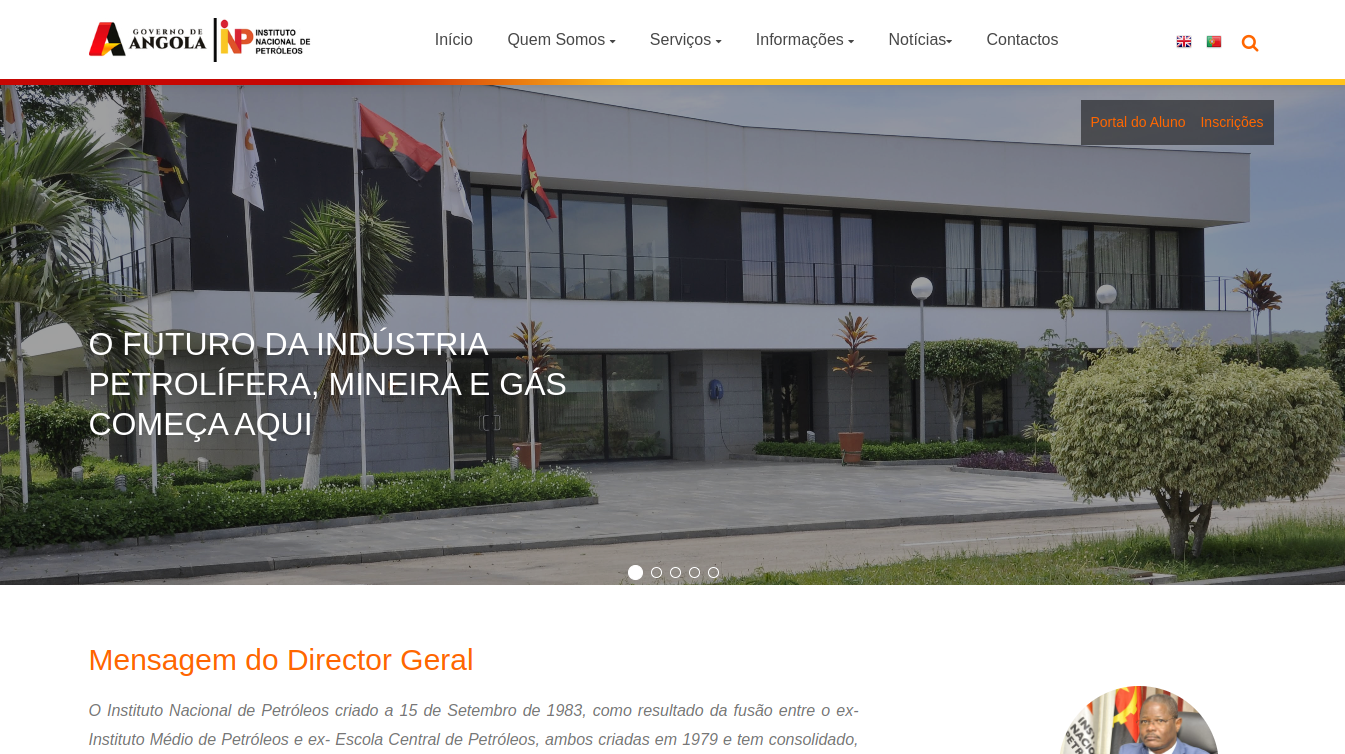 GOVERNO DE
ANGOLA
INP
INSTITUTO
NACIONAL DE
PETRÓLEOS
Início Quem Somos Serviços Informações Notícias Contactos
Portal do Aluno Inscrições
O FUTURO DA INDÚSTRIA
PETROLÍFERA, MINEIRA E GÁS
COMEÇA AQUI
Mensagem do Director Geral
O Instituto Nacional de Petróleos criado a 15 de Setembro de 1983, como resultado da fusão entre o ex-
Instituto Médio de Petróleos e ex- Escola Central de Petróleos, ambos criadas em 1979 e tem consolidado,